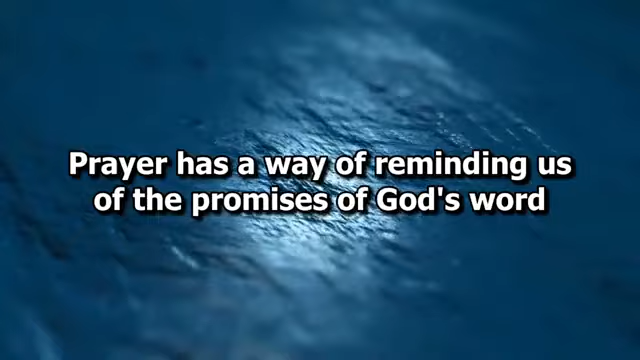 Prayer has a way of reminding us
of the promises of God's word